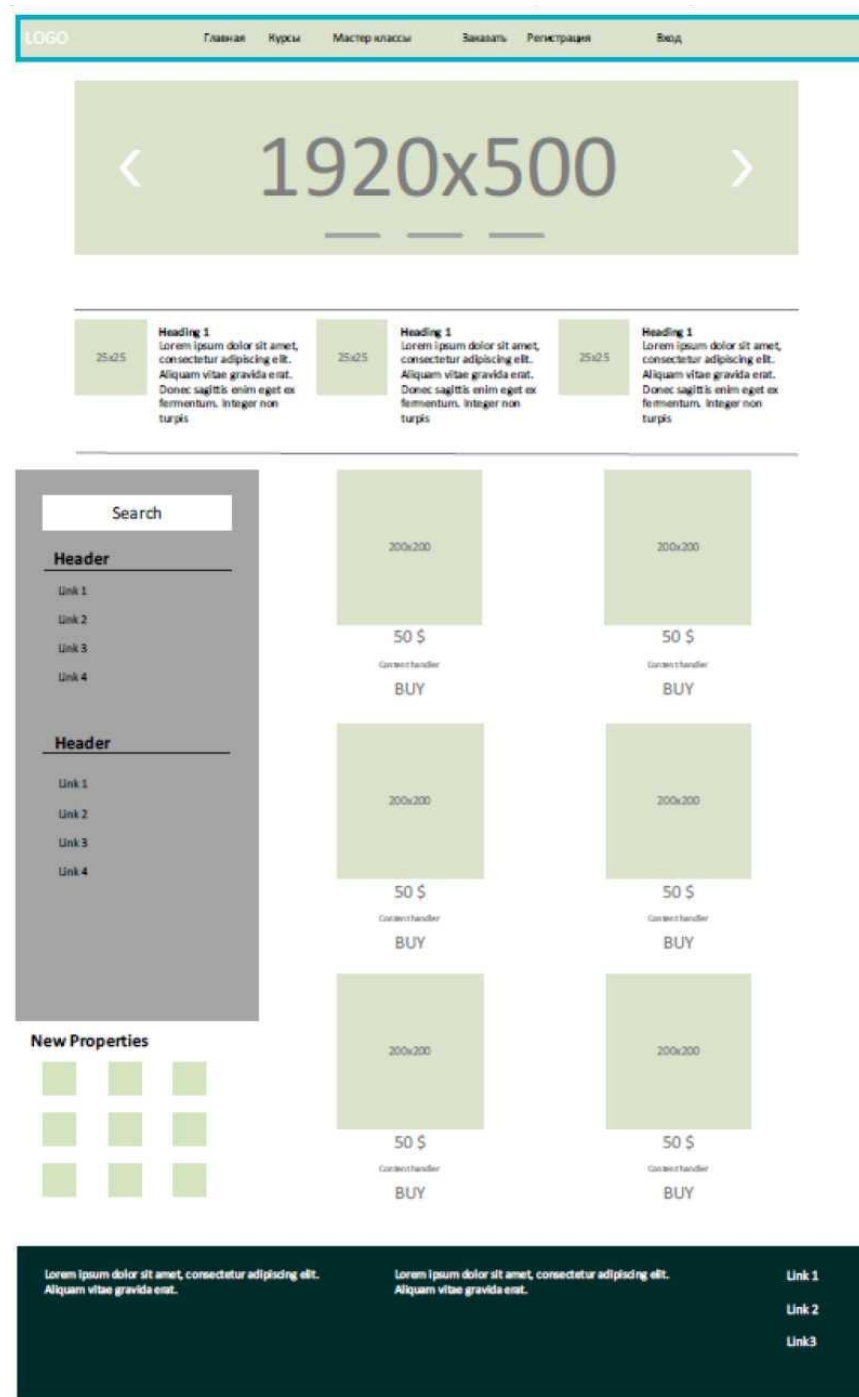 LOGO Главная Курсы Мастер классы Заказать Регистрация Вход
‹ 1920x500 ›
25x25
Heading 1
Lorem ipsum dolor sit amet,
consectetur adipiscing elit.
Aliquam vitae gravida erat.
Donec sagittis enim eget ex
fermentum. Integer non
turpis
25x25
Heading 1
Lorem ipsum dolor sit amet,
consectetur adipiscing elit.
Aliquam vitae gravida erat.
Donec sagittis enim eget ex
fermentum. Integer non
turpis
25x25
Heading 1
Lorem ipsum dolor sit amet,
consectetur adipiscing elit.
Aliquam vitae gravida erat.
Donec sagittis enim eget ex
fermentum. Integer non
turpis
Search
Header
Link 1
Link 2
Link 3
Link 4
Header
Link 1
Link 2
Link 3
Link 4
New Properties
200x200
50 $
Content handler
BUY
200x200
50 $
Content handler
BUY
200x200
50 $
Content handler
BUY
200x200
50 $
Content handler
BUY
200x200
50 $
Content handler
BUY
200x200
50 $
Content handler
BUY
Lorem ipsum dolor sit amet, consectetur adipiscing elit.
Aliquam vitae gravida erat.
Lorem ipsum dolor sit amet, consectetur adipiscing elit.
Aliquam vitae gravida erat.
Link 1
Link 2
Link3